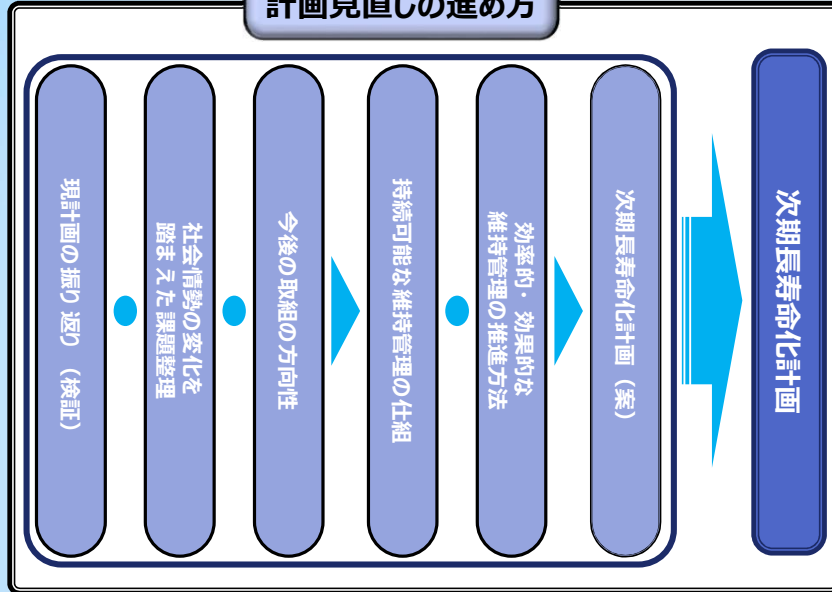 計画見直しの進め方
現計画の振り返り（検証）
社会情勢の変化を
踏まえた課題整理
今後の取組の方向性
持続可能な維持管理の仕組
効率的・効果的な
維持管理の推進方法
次期長寿命化計画（案）
次期長寿命化計画